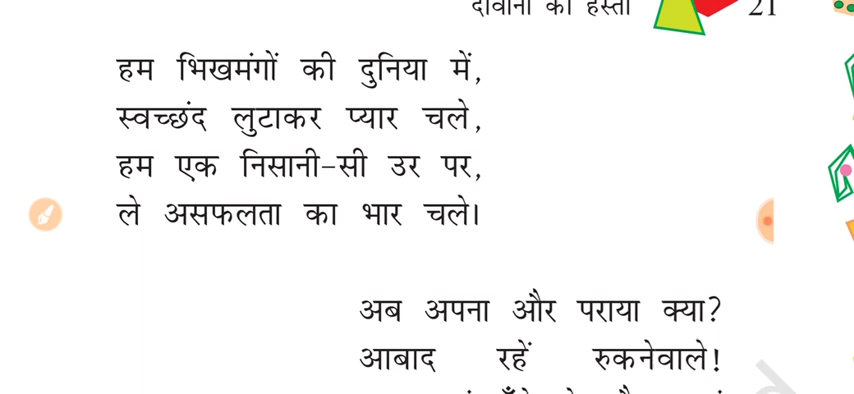 दीवानों की हस्ती 21
हम भिखमंगों की दुनिया में,
स्वच्छंद लुटाकर प्यार चले,
हम एक निसानी-सी उर पर,
ले असफलता का भार चले।
अब अपना और पराया क्या?
आबाद रहें रुकनेवाले!